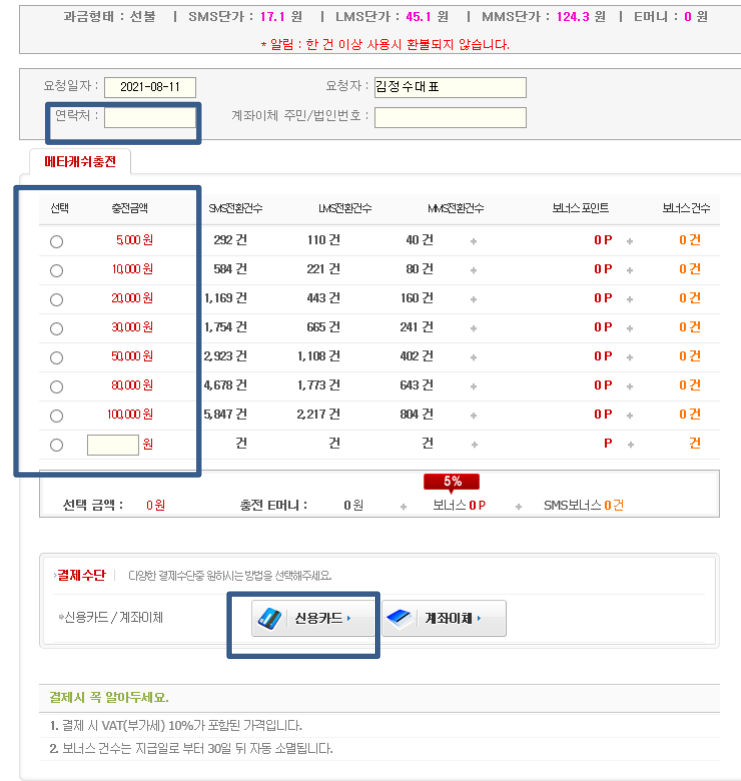 과금형태 : 선불 | SMS단가 : 17.1 원 | LMS단가 : 45.1 원 | MMS단가 : 124.3 원 | E머니 : 0 원
* 알림 : 한 건 이상 사용시 환불되지 않습니다.
요청일자 : 2021-08-11 요청자 : 김정수대표
연락처 : 계좌이체 주민/법인번호 :
메타캐쉬충전
선택 충전금액 SMS전환건수 LMS전환건수 MMS전환건수 보너스 포인트 보너스건수
5,000 원 292 건 110 건 40 건 + 0 P + 0 건
10,000 원 584 건 221 건 80 건 + 0 P + 0 건
20,000 원 1,169 건 443 건 160 건 + 0 P + 0 건
30,000 원 1,754 건 665 건 241 건 + 0 P + 0 건
50,000 원 2,923 건 1,108 건 402 건 + 0 P + 0 건
80,000 원 4,678 건 1,773 건 643 건 + 0 P + 0 건
100,000 원 5,847 건 2,217 건 804 건 + 0 P + 0 건
원 건 건 건 + P + 건
5%
선택 금액 : 0원 충전 E머니 : 0원 + 보너스 0 P + SMS보너스 0건
›결제수단 | 다양한 결제수단중 원하시는 방법을 선택해주세요.
신용카드 / 계좌이체 신용카드 › 계좌이체 ›
결제시 꼭 알아두세요.
1. 결제 시 VAT(부가세) 10%가 포함된 가격입니다.
2. 보너스 건수는 지급일로 부터 30일 뒤 자동 소멸됩니다.